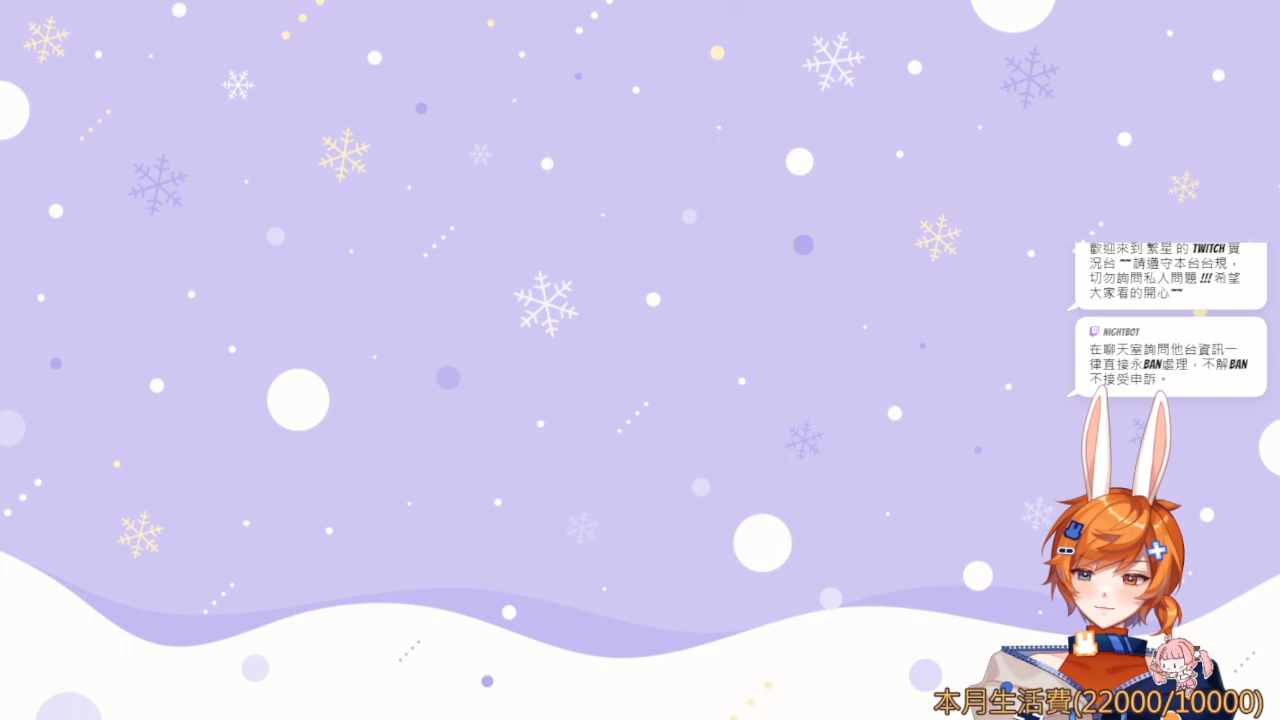 歡迎來到 繁星 的 TWITCH 實
況台 ~~ 請遵守本台台規，
切勿詢問私人問題 !!! 希望
大家看的開心 ~~
NIGHTBOT
在聊天室詢問他台資訊一
律直接永BAN處理，不解BAN
不接受申訴。
本月生活費(22000/10000)